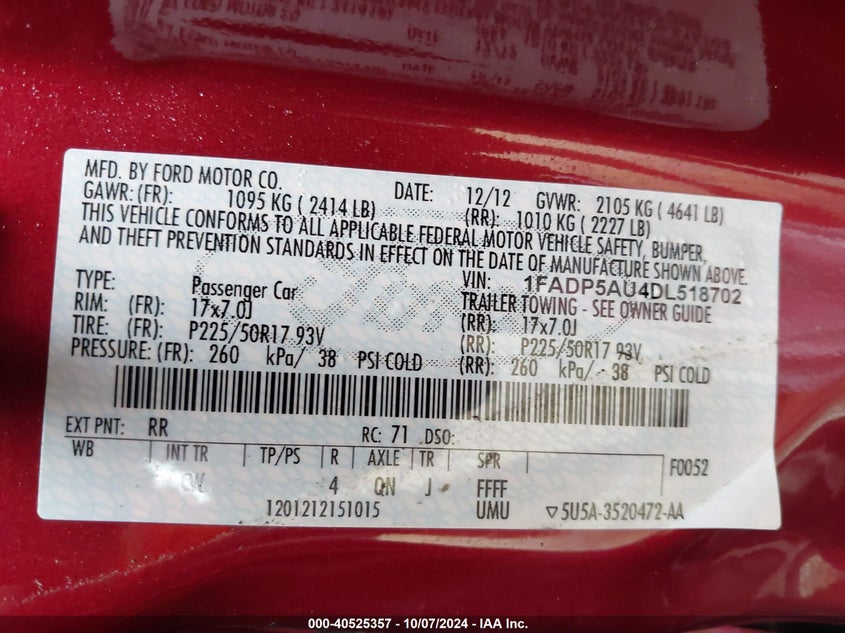 MFD. BY FORD MOTOR CO. DATE: 12/12 GVWR: 2105 KG ( 4641 LB)
GAWR: (FR): 1095 KG ( 2414 LB) (RR): 1010 KG ( 2227 LB)
THIS VEHICLE CONFORMS TO ALL APPLICABLE FEDERAL MOTOR VEHICLE SAFETY, BUMPER,
AND THEFT PREVENTION STANDARDS IN EFFECT ON THE DATE OF MANUFACTURE SHOWN ABOVE.
VIN: 1FADP5AU4DL518702
TYPE: Passenger Car TRAILER TOWING - SEE OWNER GUIDE
RIM: (FR): 17x7.0J (RR): 17x7.0J
TIRE: (FR): P225/50R17 93V (RR): P225/50R17 93V
PRESSURE: (FR): 260 kPa/ 38 PSI COLD (RR): 260 kPa/ 38 PSI COLD
EXT PNT: RR RC: 71 .DSO:
WB INT TR TP/PS R AXLE TR SPR F0052
4 QN J FFFF
1201212151015 UMU ▽5U5A-3520472-AA
000-40525357 - 10/07/2024 - IAA Inc.